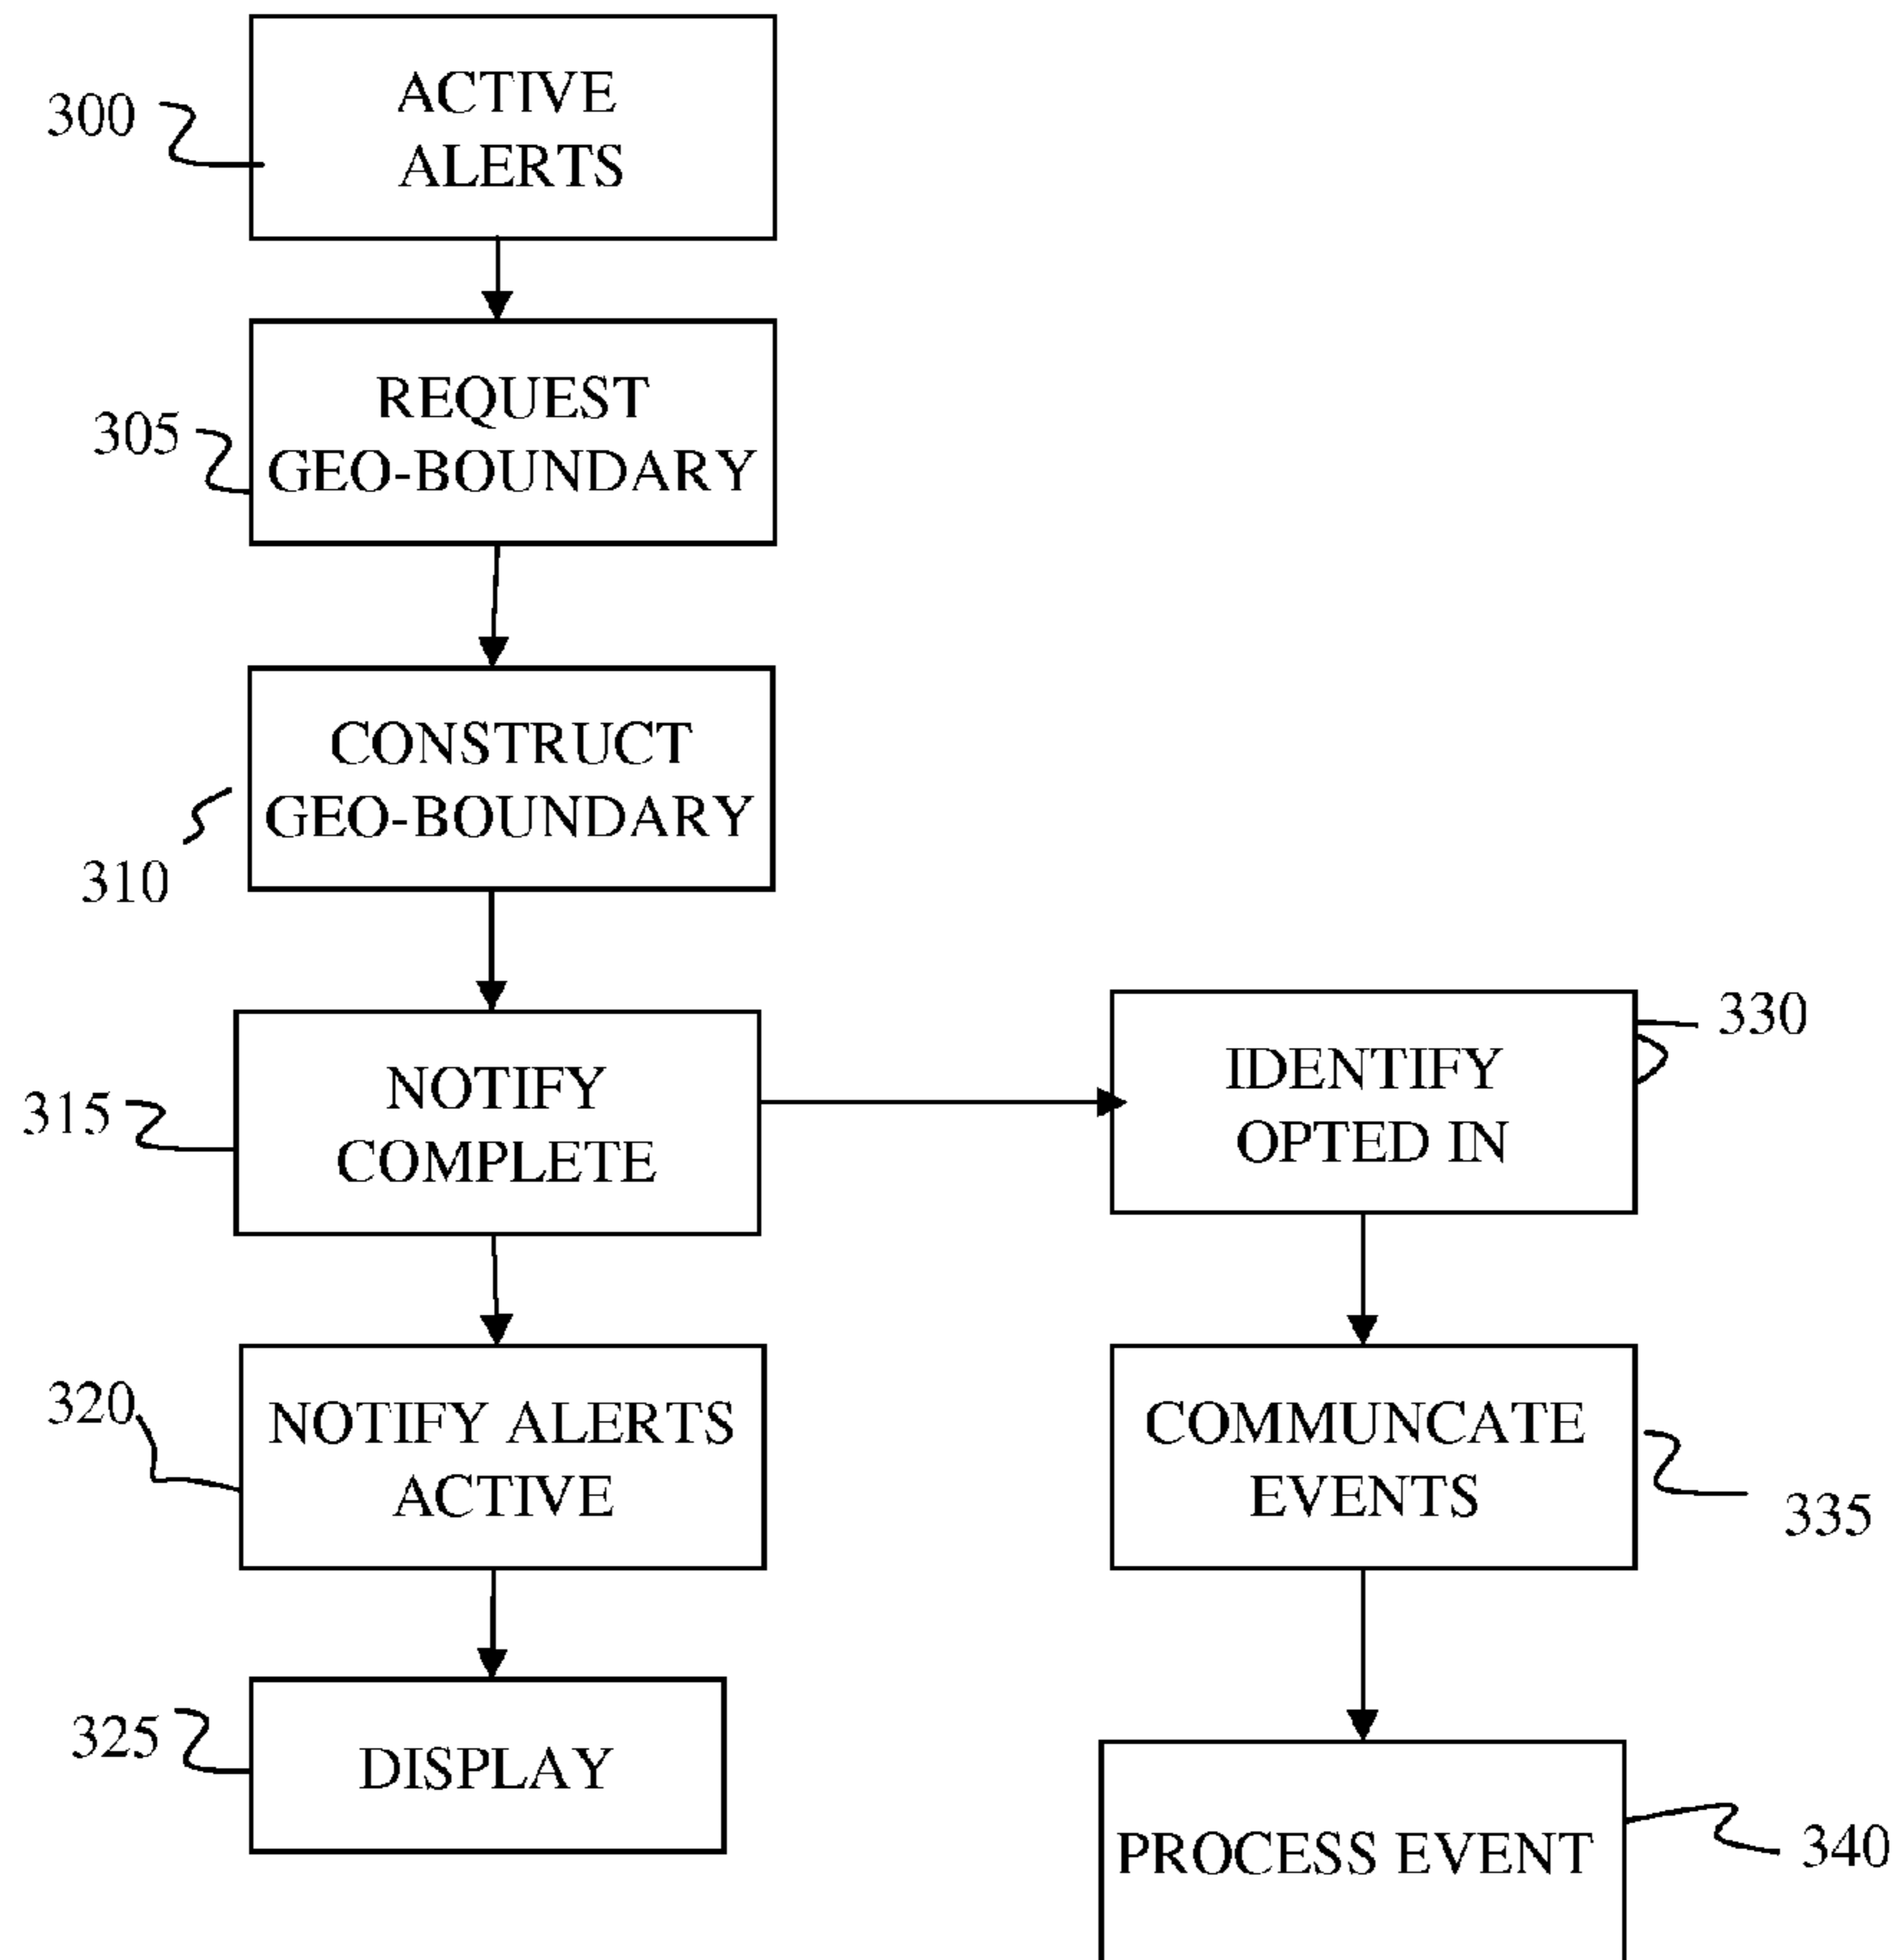 300
ACTIVE
ALERTS
305
REQUEST
GEO-BOUNDARY
310
CONSTRUCT
GEO-BOUNDARY
315
NOTIFY
COMPLETE
320
NOTIFY ALERTS
ACTIVE
325
DISPLAY
330
IDENTIFY
OPTED IN
335
COMMUNCATE
EVENTS
340
PROCESS EVENT